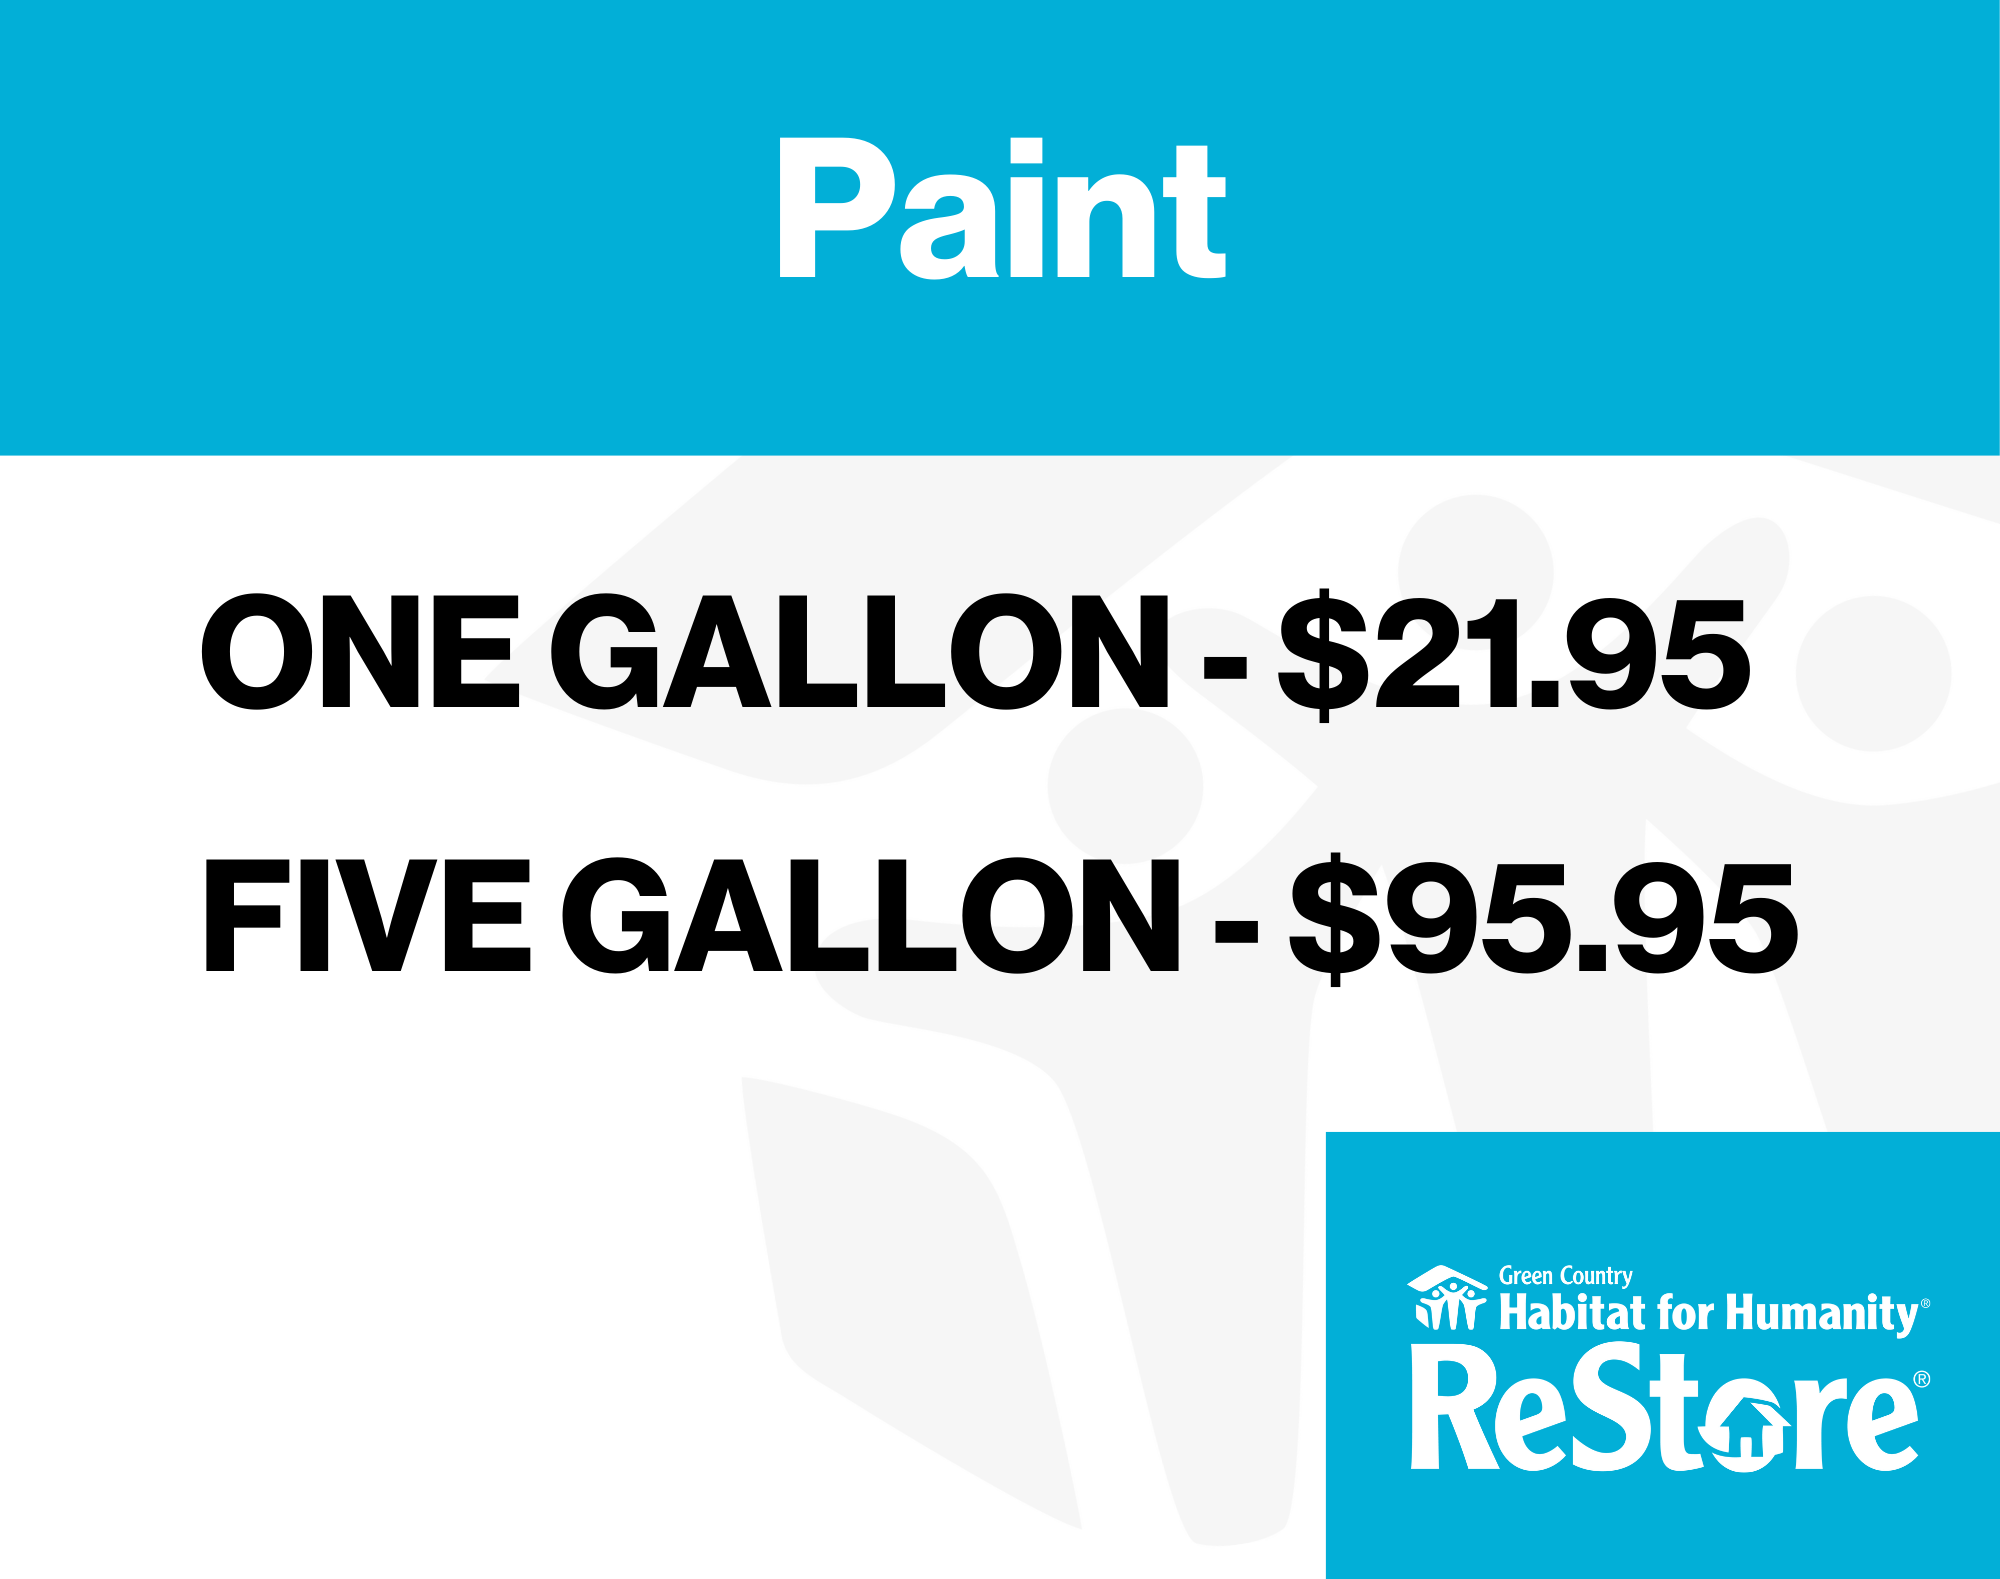 Paint
ONE GALLON - $21.95
FIVE GALLON - $95.95
Green Country
Habitat for Humanity®
ReStore®